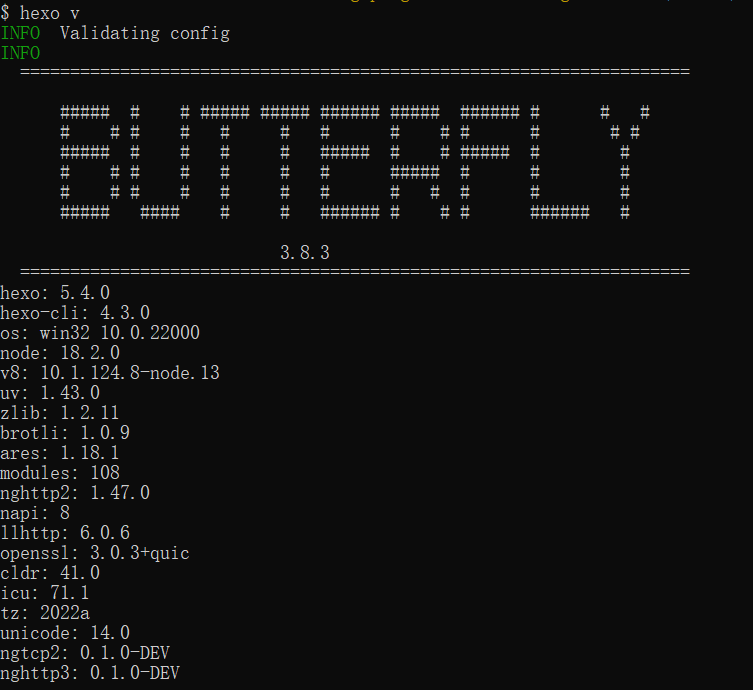 $ hexo v
INFO  Validating config
INFO
===================================================================
BUTTERFLY
3.8.3
===================================================================
hexo: 5.4.0
hexo-cli: 4.3.0
os: win32 10.0.22000
node: 18.2.0
v8: 10.1.124.8-node.13
uv: 1.43.0
zlib: 1.2.11
brotli: 1.0.9
ares: 1.18.1
modules: 108
nghttp2: 1.47.0
napi: 8
llhttp: 6.0.6
openssl: 3.0.3+quic
cldr: 41.0
icu: 71.1
tz: 2022a
unicode: 14.0
ngtcp2: 0.1.0-DEV
nghttp3: 0.1.0-DEV